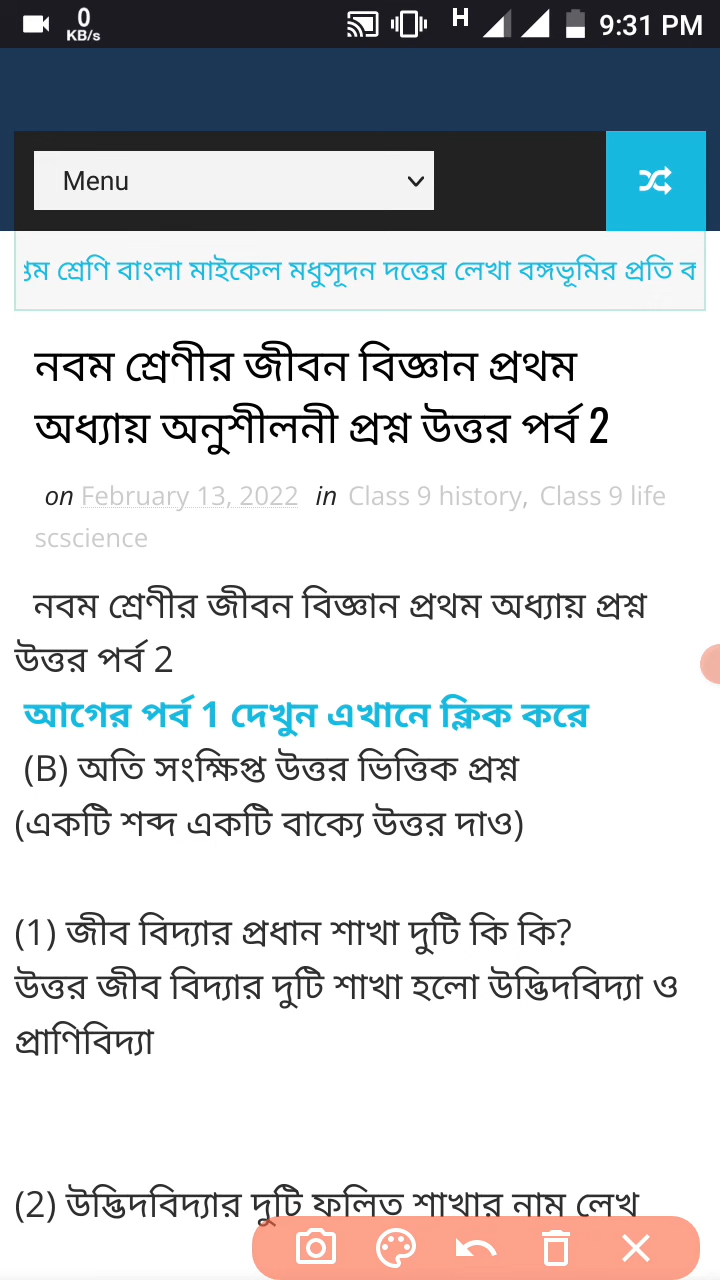 0
KB/s
H
9:31 PM
Menu
শ্রেণি বাংলা মাইকেল মধুসূদন দত্তের লেখা বঙ্গভূমির প্রতি
নবম শ্রেণীর জীবন বিজ্ঞান প্রথম
অধ্যায় অনুশীলনী প্রশ্ন উত্তর পর্ব 2
on February 13, 2022 in Class 9 history, Class 9 life
scscience
নবম শ্রেণীর জীবন বিজ্ঞান প্রথম অধ্যায় প্রশ্ন
উত্তর পর্ব 2
আগের পর্ব 1 দেখুন এখানে ক্লিক করে
(B) অতি সংক্ষিপ্ত উত্তর ভিত্তিক প্রশ্ন
(একটি শব্দ একটি বাক্যে উত্তর দাও)
(1) জীব বিদ্যার প্রধান শাখা দুটি কি কি?
উত্তর জীব বিদ্যার দুটি শাখা হলো উদ্ভিদবিদ্যা ও
প্রাণিবিদ্যা
(2) উদ্ভিদবিদ্যার দুটি ফলিত শাখার নাম লেখ